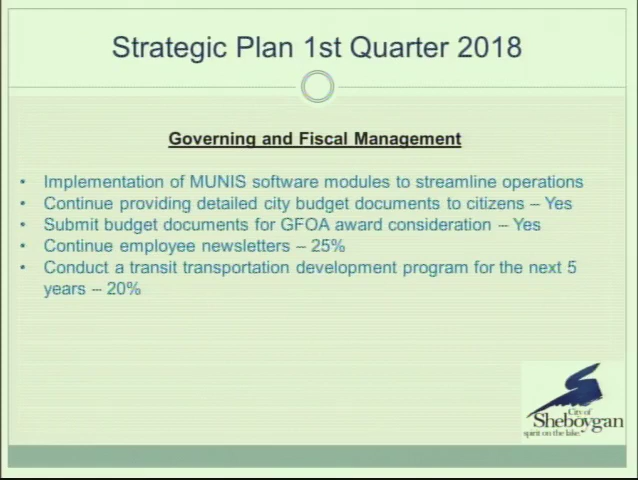 Strategic Plan 1st Quarter 2018
Governing and Fiscal Management
• Implementation of MUNIS software modules to streamline operations
• Continue providing detailed city budget documents to citizens – Yes
• Submit budget documents for GFOA award consideration – Yes
• Continue employee newsletters – 25%
• Conduct a transit transportation development program for the next 5
years – 20%
City of
Sheboygan
spirit on the lake.